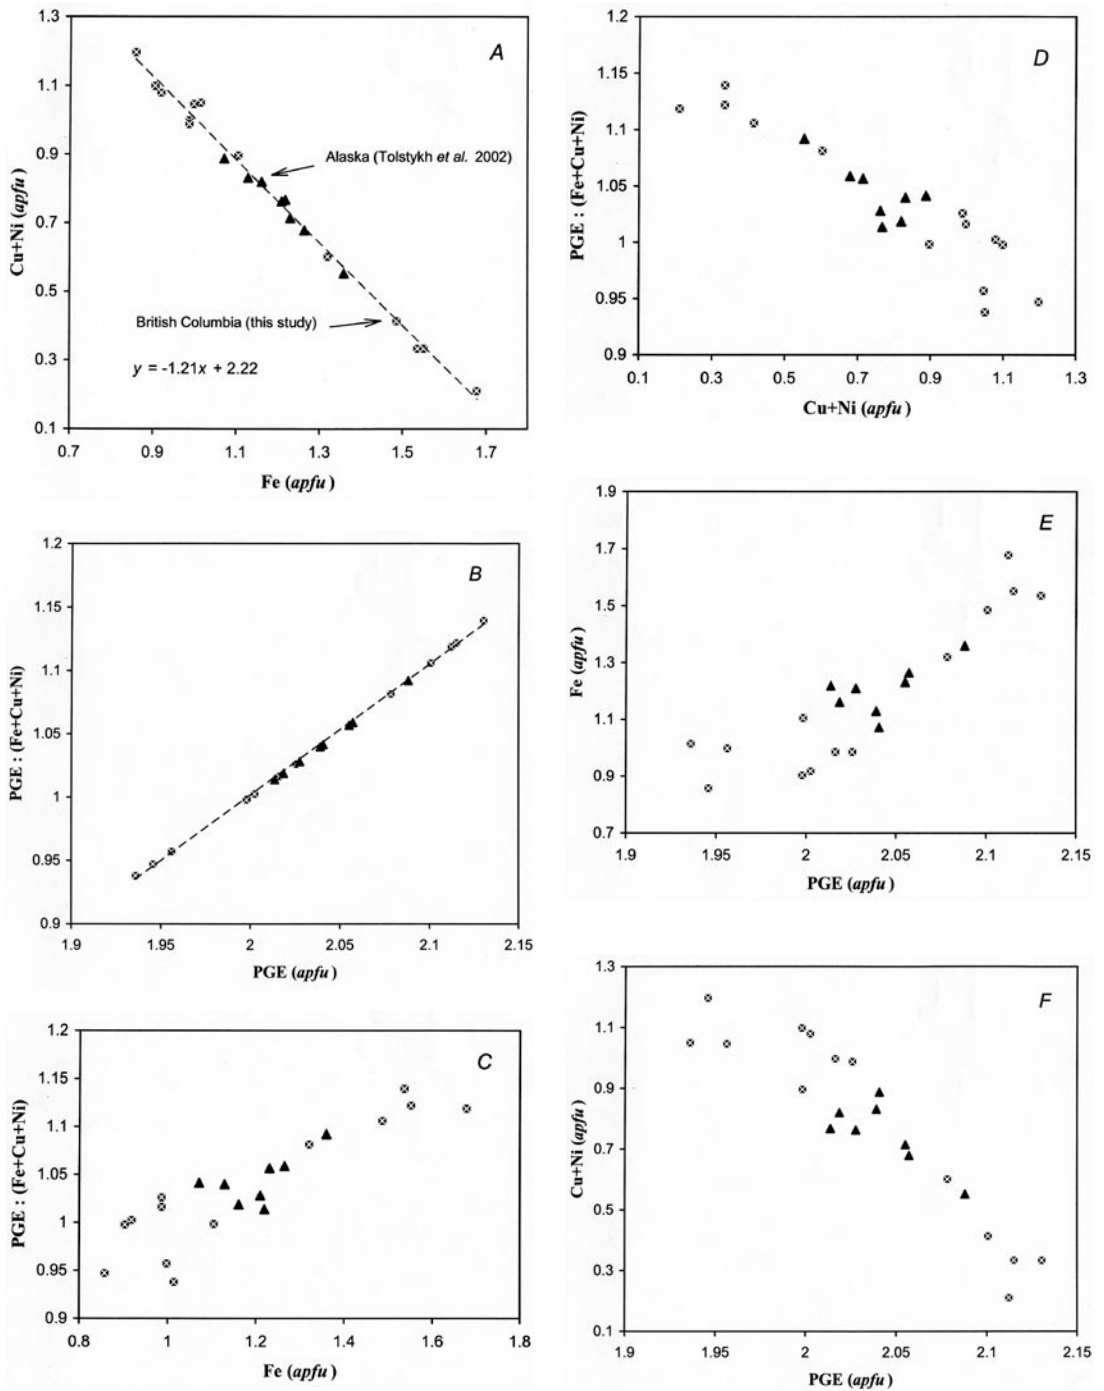 A
1.3
1.1
0.9
0.7
0.5
0.3
0.1
Cu+Ni (apfu)
Alaska (Tolstykh et al. 2002)
British Columbia (this study)
y = -1.21x + 2.22
0.7 0.9 1.1 1.3 1.5 1.7
Fe (apfu)
B
1.2
1.15
1.1
1.05
1
0.95
0.9
PGE : (Fe+Cu+Ni)
1.9 1.95 2 2.05 2.1 2.15
PGE (apfu)
C
1.2
1.15
1.1
1.05
1
0.95
0.9
PGE : (Fe+Cu+Ni)
0.8 1 1.2 1.4 1.6 1.8
Fe (apfu)
D
1.2
1.15
1.1
1.05
1
0.95
0.9
PGE : (Fe+Cu+Ni)
0.1 0.3 0.5 0.7 0.9 1.1 1.3
Cu+Ni (apfu)
E
1.9
1.7
1.5
1.3
1.1
0.9
0.7
Fe (apfu)
1.9 1.95 2 2.05 2.1 2.15
PGE (apfu)
F
1.3
1.1
0.9
0.7
0.5
0.3
0.1
Cu+Ni (apfu)
1.9 1.95 2 2.05 2.1 2.15
PGE (apfu)